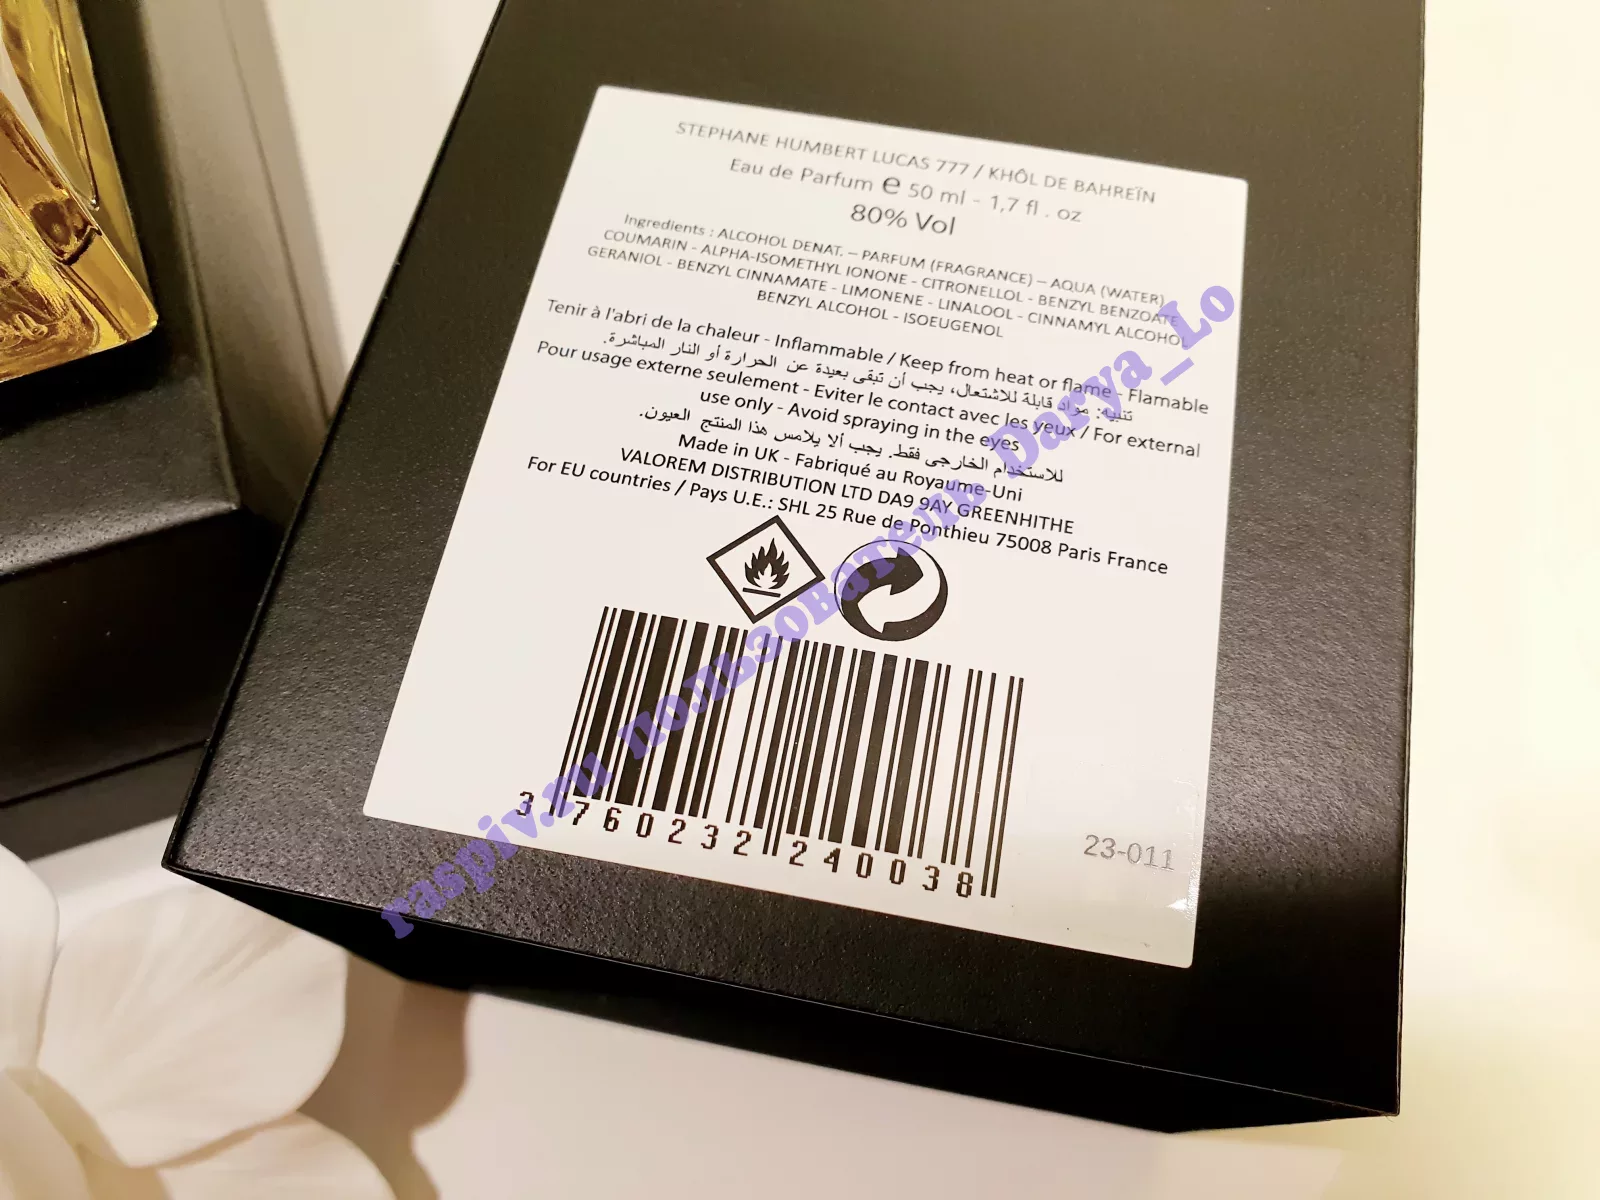 STEPHANE HUMBERT LUCAS 777 / KHÔL DE BAHREÏN
Eau de Parfum e 50 ml - 1,7 fl . oz
80% Vol
Ingredients : ALCOHOL DENAT. – PARFUM (FRAGRANCE) – AQUA (WATER)
COUMARIN - ALPHA-ISOMETHYL IONONE - CITRONELLOL - BENZYL BENZOATE
GERANIOL - BENZYL CINNAMATE - LIMONENE - LINALOOL - CINNAMYL ALCOHOL
BENZYL ALCOHOL - ISOEUGENOL
Tenir à l'abri de la chaleur - Inflammable / Keep from heat or flame - Flamable
تنبيه: مواد قابلة للاشتعال، يجب أن تبقى بعيدة عن الحرارة أو النار المباشرة.
Pour usage externe seulement - Eviter le contact avec les yeux / For external
use only - Avoid spraying in the eyes
للاستخدام الخارجي فقط. يجب ألا يلامس هذا المنتج العيون.
Made in UK - Fabriqué au Royaume-Uni
VALOREM DISTRIBUTION LTD DA9 9AY GREENHITHE
For EU countries / Pays U.E.: SHL 25 Rue de Ponthieu 75008 Paris France
3 760232 240038
23-011
raspiv.ru пользователь Darya_Lo